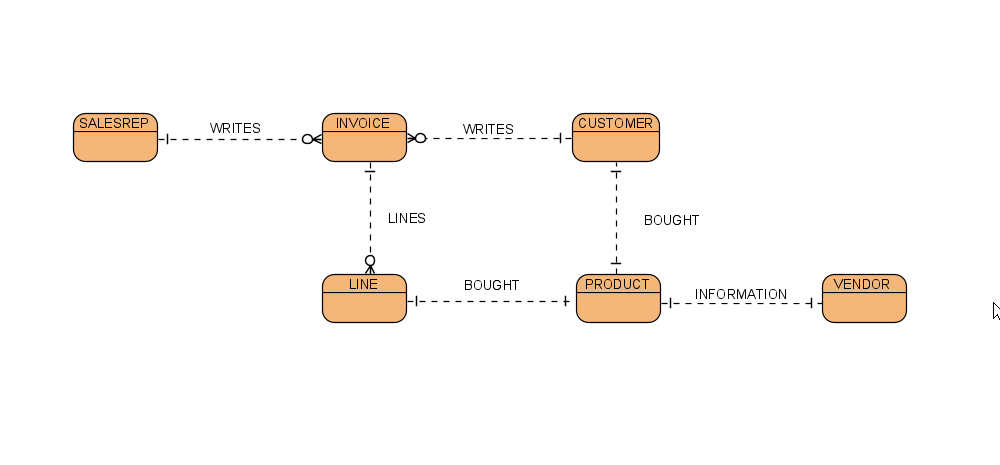 SALESREP
WRITES
INVOICE
WRITES
CUSTOMER
LINES
BOUGHT
LINE
BOUGHT
PRODUCT
INFORMATION
VENDOR